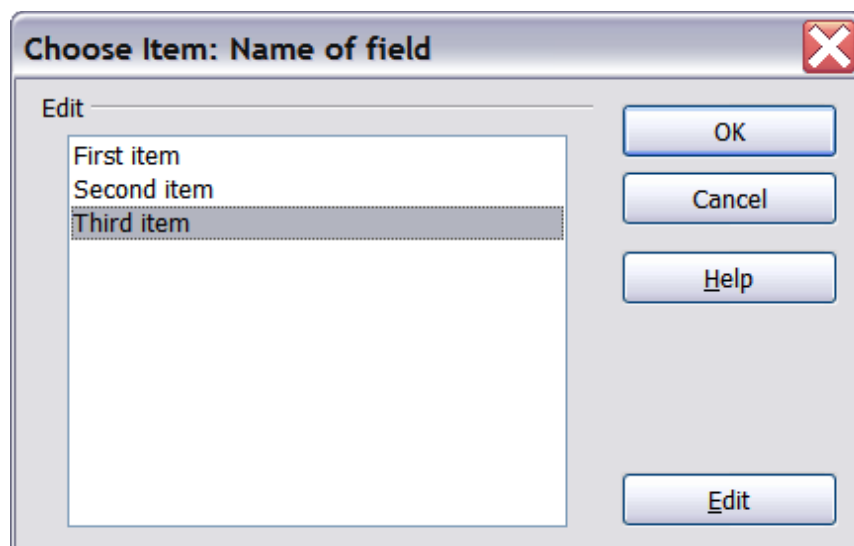 Choose Item: Name of field
Edit
First item
Second item
Third item
OK
Cancel
Help
Edit